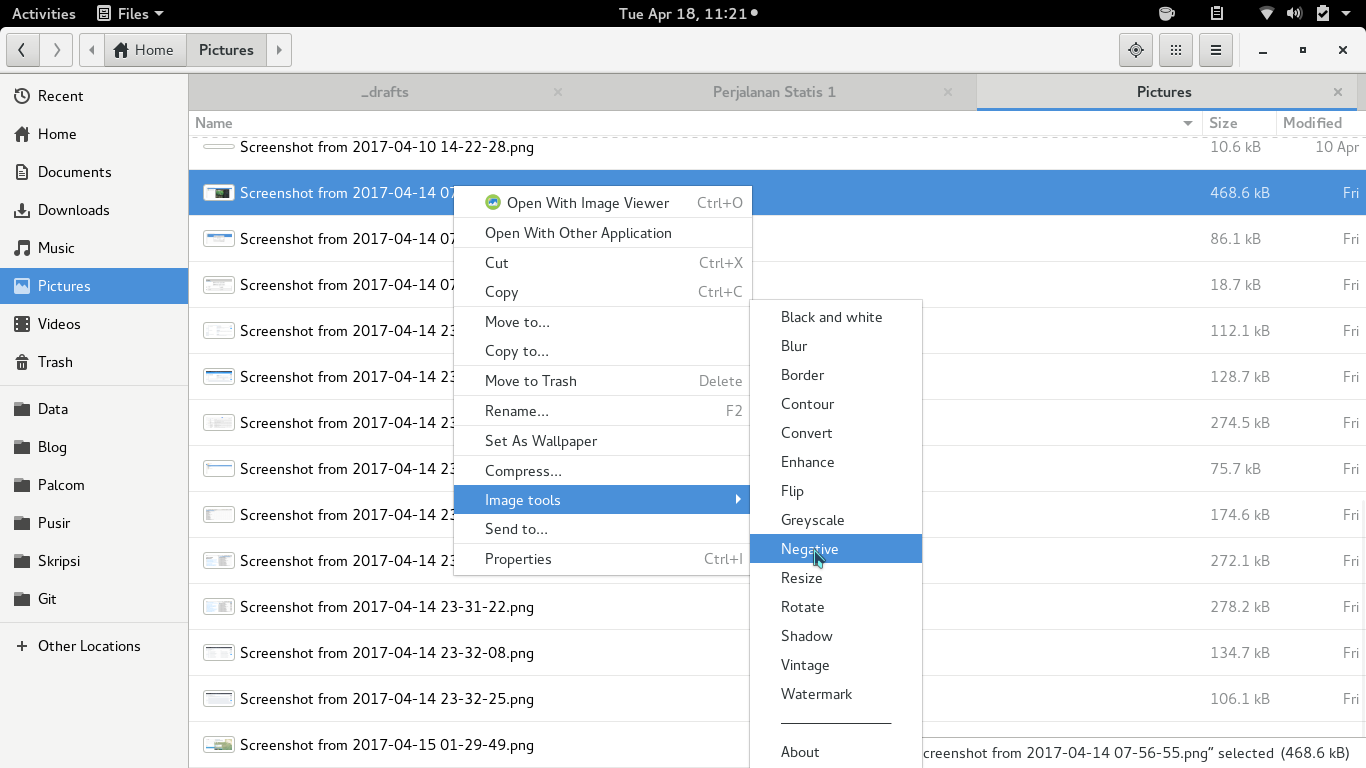 Activities Files Tue Apr 18, 11:21
Home Pictures
Recent
Home
Documents
Downloads
Music
Pictures
Videos
Trash
Data
Blog
Palcom
Pusir
Skripsi
Git
Other Locations
_drafts Perjalanan Statis 1 Pictures
Name Size Modified
Screenshot from 2017-04-10 14-22-28.png 10.6 kB 10 Apr
Screenshot from 2017-04-14 07 468.6 kB Fri
Screenshot from 2017-04-14 07 86.1 kB Fri
Screenshot from 2017-04-14 07 18.7 kB Fri
Screenshot from 2017-04-14 23 112.1 kB Fri
Screenshot from 2017-04-14 23 128.7 kB Fri
Screenshot from 2017-04-14 23 274.5 kB Fri
Screenshot from 2017-04-14 23 75.7 kB Fri
Screenshot from 2017-04-14 23 174.6 kB Fri
Screenshot from 2017-04-14 23 272.1 kB Fri
Screenshot from 2017-04-14 23-31-22.png 278.2 kB Fri
Screenshot from 2017-04-14 23-32-08.png 134.7 kB Fri
Screenshot from 2017-04-14 23-32-25.png 106.1 kB Fri
Screenshot from 2017-04-15 01-29-49.png
Open With Image Viewer Ctrl+O
Open With Other Application
Cut Ctrl+X
Copy Ctrl+C
Move to...
Copy to...
Move to Trash Delete
Rename... F2
Set As Wallpaper
Compress...
Image tools
Send to...
Properties Ctrl+I
Black and white
Blur
Border
Contour
Convert
Enhance
Flip
Greyscale
Negative
Resize
Rotate
Shadow
Vintage
Watermark
About
creenshot from 2017-04-14 07-56-55.png“ selected (468.6 kB)